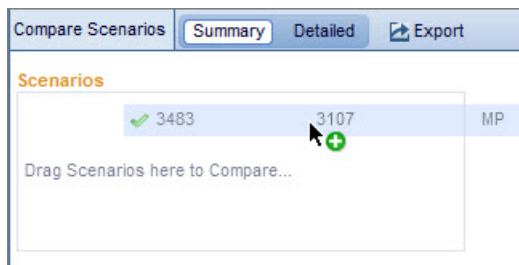 Compare Scenarios Summary Detailed Export
Scenarios
3483 3107 MP
Drag Scenarios here to Compare...